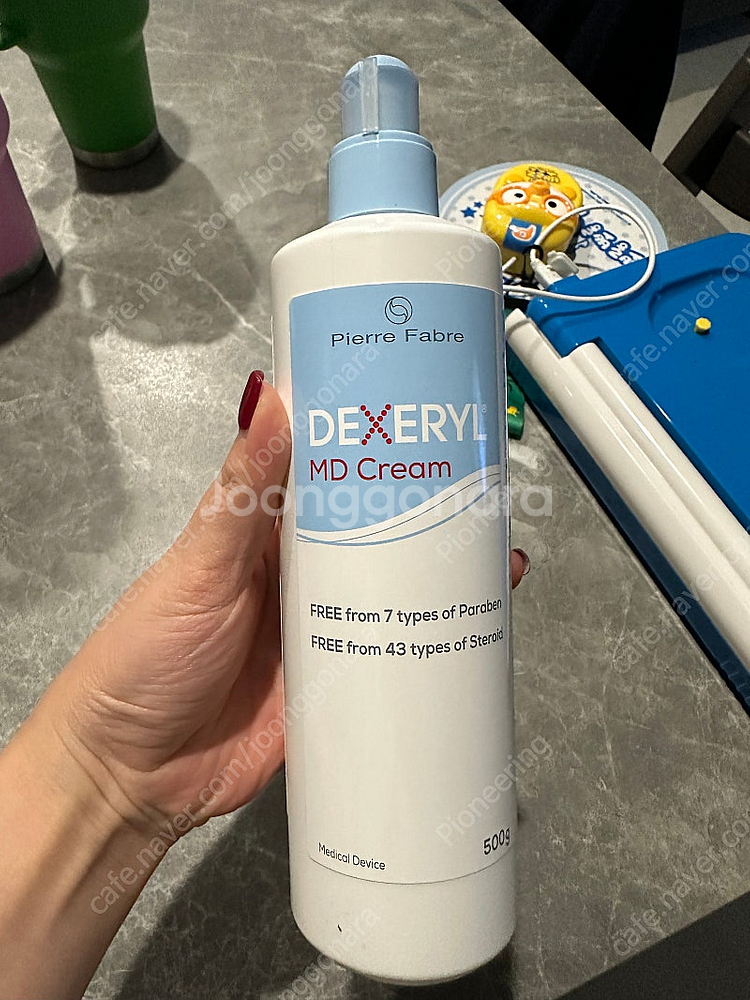 Pierre Fabre
DEXERYL®
MD Cream
Joonggonara
FREE from 7 types of Paraben
FREE from 43 types of Steroid
Medical Device
500g
cafe.naver.com/joonggonara
Pioneering